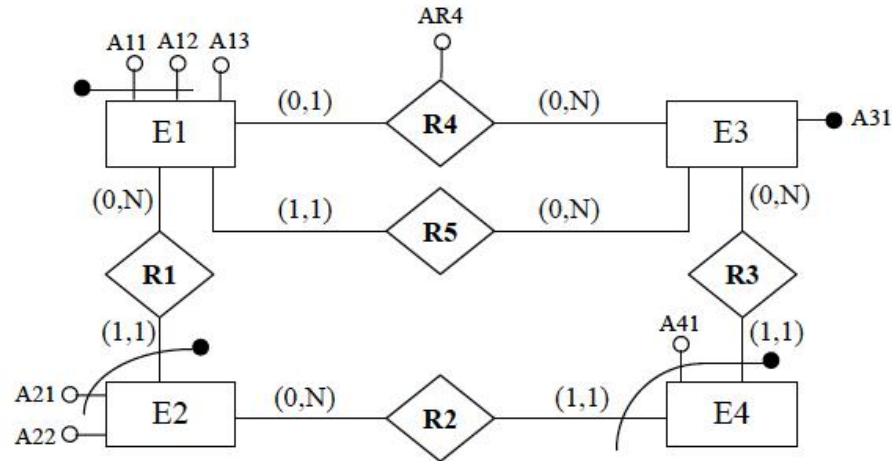 AR4
A11 A12 A13
(0,1) (0,N)
E1 R4 E3 A31
(0,N) (1,1) (0,N) (0,N)
R5
R1 R3
A41
(1,1) (1,1)
A21
E2 (0,N) R2 (1,1) E4
A22